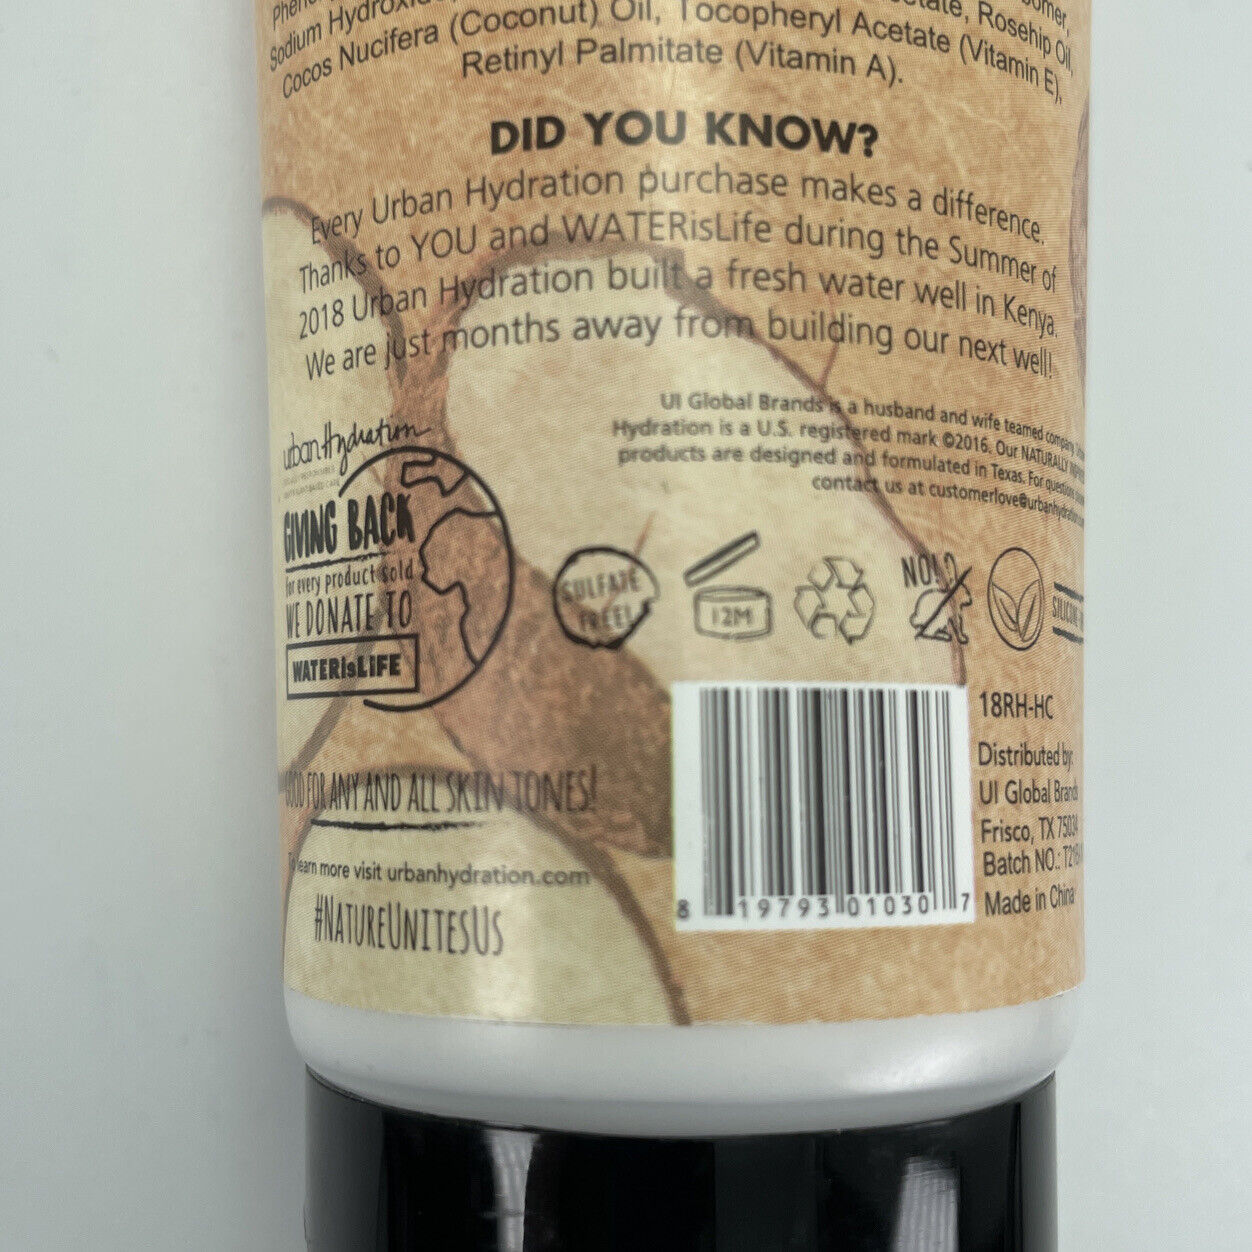 Sodium Hydroxide,
Cocos Nucifera (Coconut) Oil, Tocopheryl Acetate (Vitamin E),
Rosehip Oil,
Retinyl Palmitate (Vitamin A).
DID YOU KNOW?
Every Urban Hydration purchase makes a difference.
Thanks to YOU and WATERisLife during the Summer of
2018 Urban Hydration built a fresh water well in Kenya.
We are just months away from building our next well!
UI Global Brands is a husband and wife teamed company.
Hydration is a U.S. registered mark ©2016. Our NATURALLY
products are designed and formulated in Texas. For questions
contact us at customerlove@urbanhydration
urban Hydration
GIVING BACK
for every product sold
WE DONATE TO
WATERisLIFE
SULFATE
FREE!
12M
NO!
SILICONE
18RH-HC
Distributed by:
UI Global Brands
Frisco, TX 75034
Batch NO.:
Made in China
8 19793 01030 7
GOOD FOR ANY AND ALL SKIN TONES!
To learn more visit urbanhydration.com
#NATUREUNITESUS